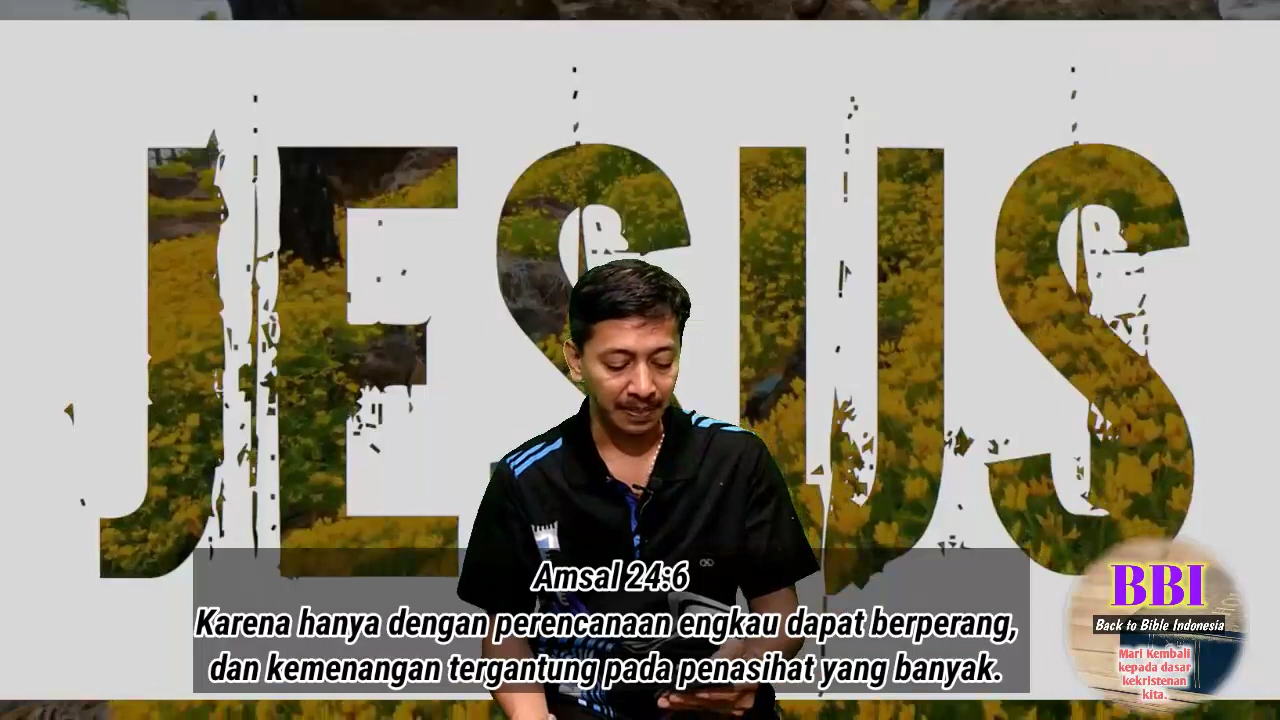 JESUS
Amsal 24:6
Karena hanya dengan perencanaan engkau dapat berperang,
dan kemenangan tergantung pada penasihat yang banyak.
BBI
Back to Bible Indonesia
Mari Kembali
kepada dasar
kekristenan
kita.